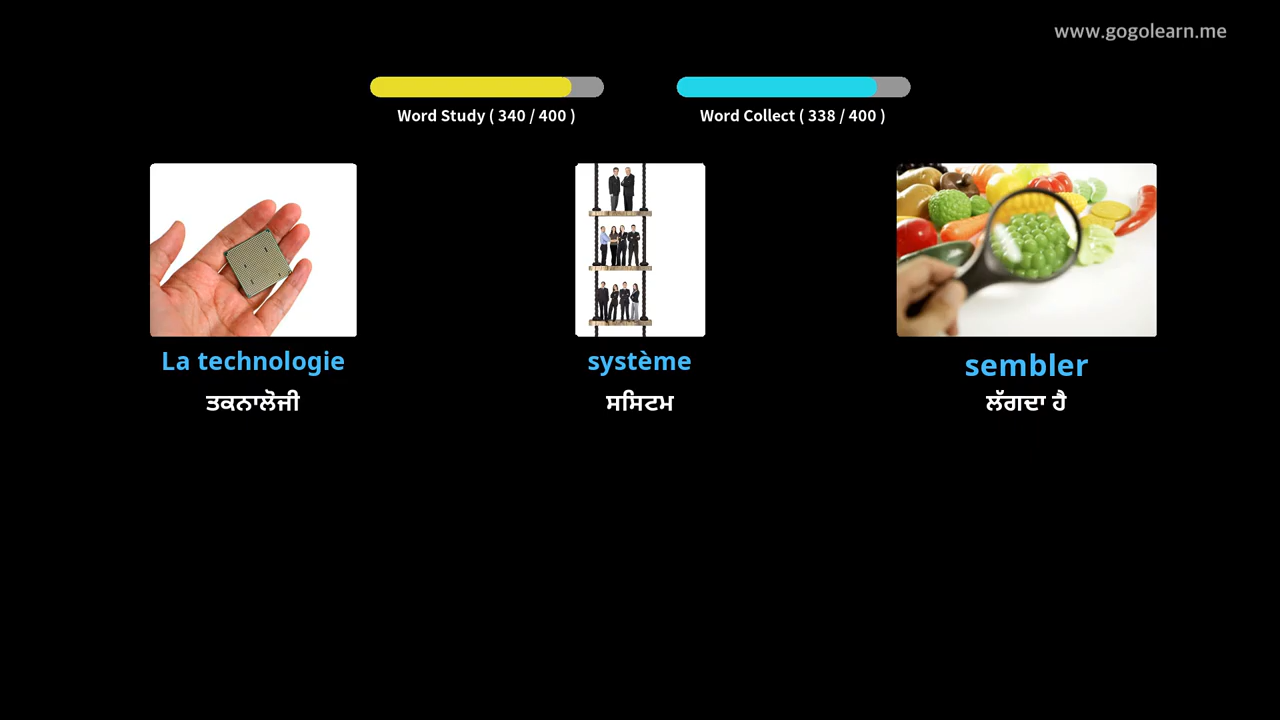 www.gogolearn.me
Word Study ( 340 / 400 )
Word Collect ( 338 / 400 )
La technologie
système
sembler
ਤਕਨਾਲੋਜੀ
ਸਿਸਟਮ
ਲੱਗਦਾ ਹੈ